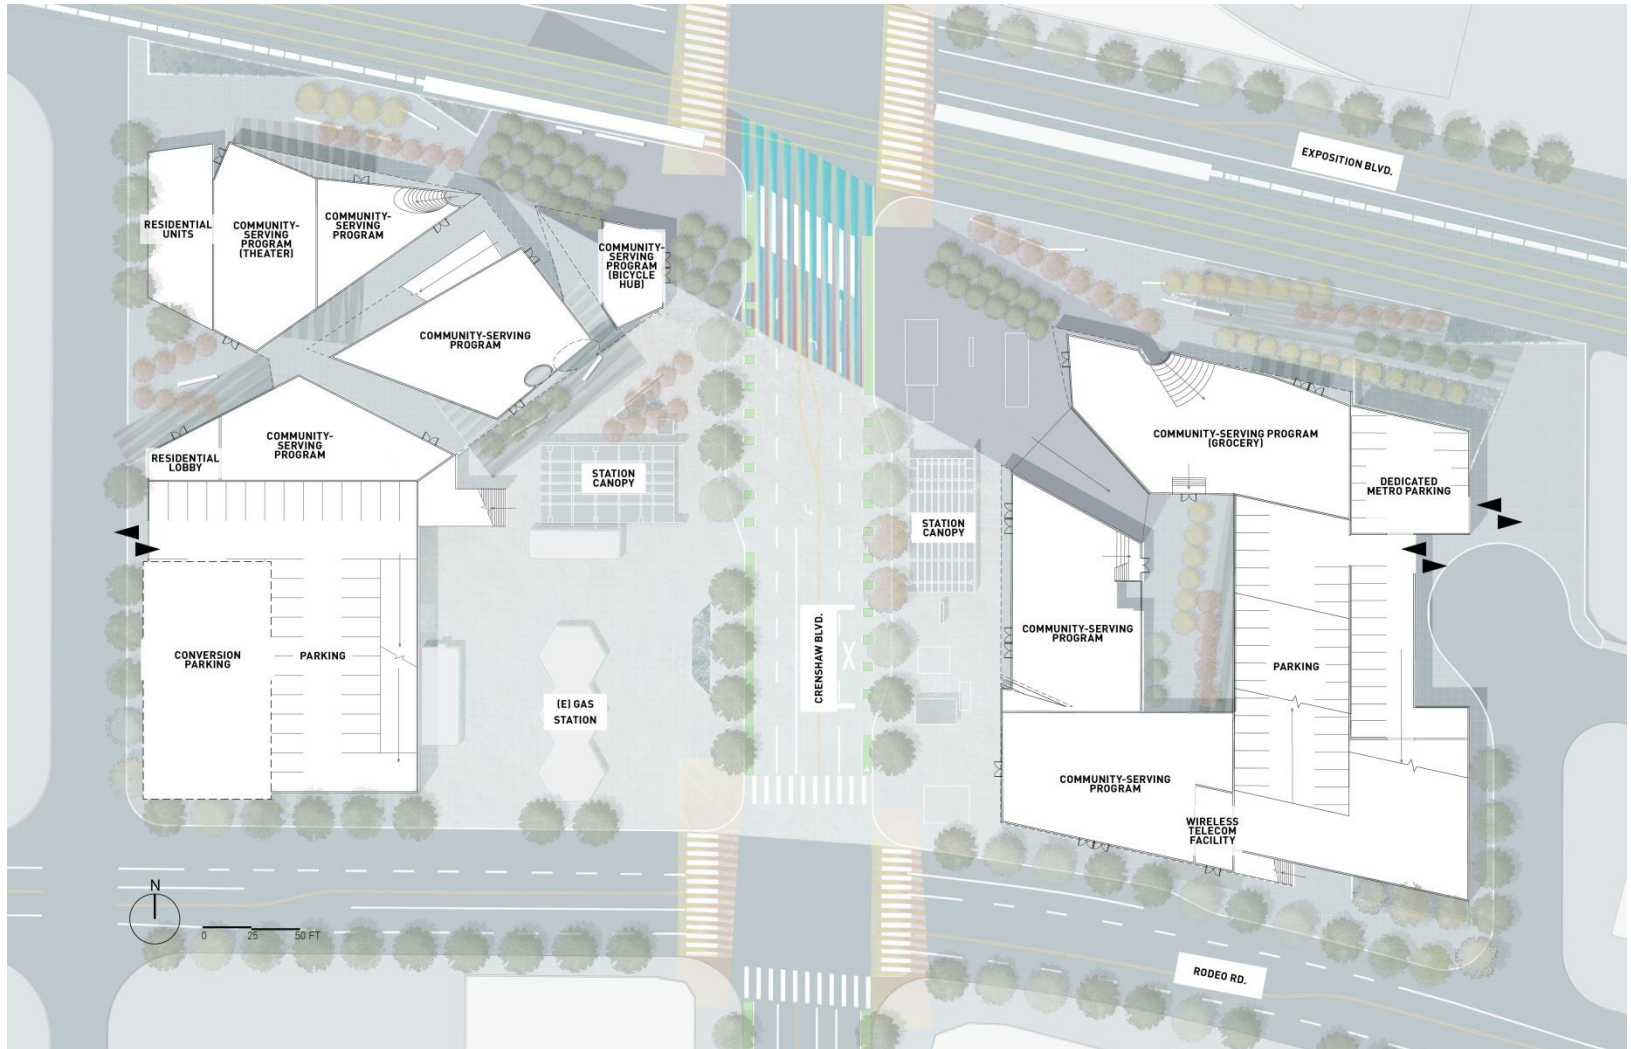 EXPOSITION BLVD.
RESIDENTIAL
UNITS
COMMUNITY-
SERVING
PROGRAM
(THEATER)
COMMUNITY-
SERVING
PROGRAM
COMMUNITY-
SERVING
PROGRAM
(BICYCLE
HUB)
COMMUNITY-SERVING
PROGRAM
COMMUNITY-
SERVING
PROGRAM
RESIDENTIAL
LOBBY
STATION
CANOPY
STATION
CANOPY
COMMUNITY-SERVING PROGRAM
(GROCERY)
DEDICATED
METRO PARKING
CONVERSION
PARKING
PARKING
(E) GAS
STATION
CRENSHAW BLVD.
COMMUNITY-SERVING
PROGRAM
PARKING
COMMUNITY-SERVING
PROGRAM
WIRELESS
TELECOM
FACILITY
N
0 25 50 FT
RODEO RD.